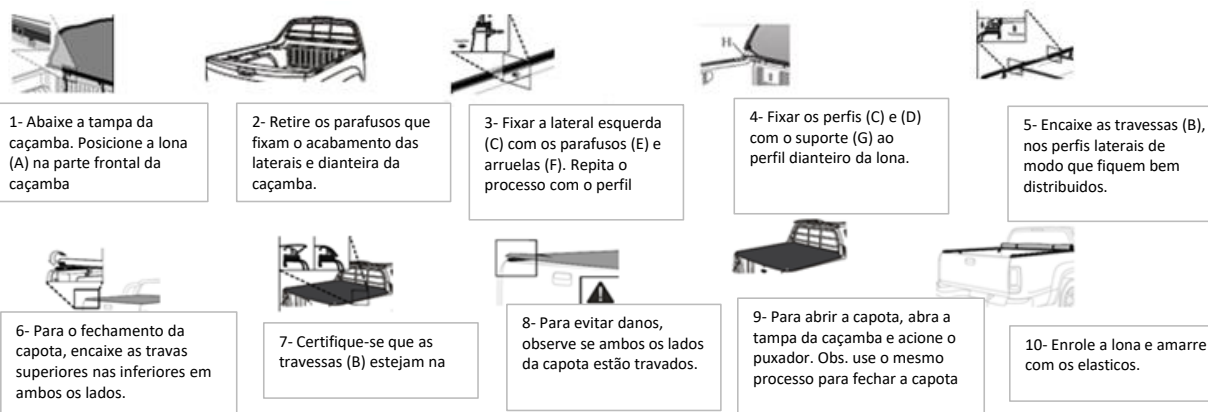 H
1- Abaixe a tampa da
caçamba. Posicione a lona
(A) na parte frontal da
caçamba
2- Retire os parafusos que
fixam o acabamento das
laterais e dianteira da
caçamba.
3- Fixar a lateral esquerda
(C) com os parafusos (E) e
arruelas (F). Repita o
processo com o perfil
4- Fixar os perfis (C) e (D)
com o suporte (G) ao
perfil dianteiro da lona.
5- Encaixe as travessas (B),
nos perfis laterais de
modo que fiquem bem
distribuidos.
6- Para o fechamento da
capota, encaixe as travas
superiores nas inferiores em
ambos os lados.
7- Certifique-se que as
travessas (B) estejam na
8- Para evitar danos,
observe se ambos os lados
da capota estão travados.
9- Para abrir a capota, abra a
tampa da caçamba e acione o
puxador. Obs. use o mesmo
processo para fechar a capota
10- Enrole a lona e amarre
com os elasticos.